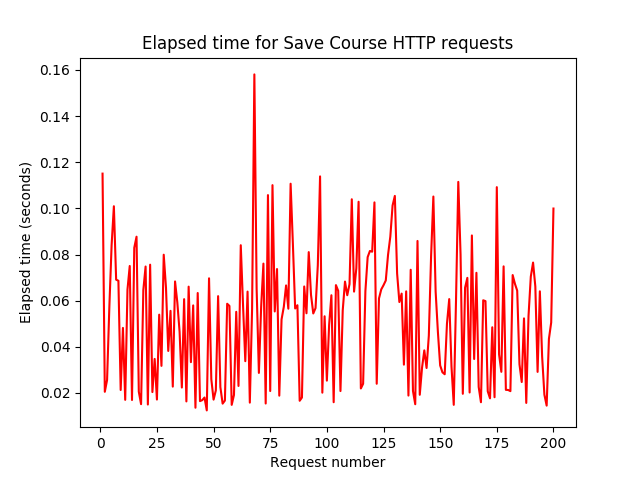 Elapsed time for Save Course HTTP requests
0.16
0.14
0.12
0.10
0.08
0.06
0.04
0.02
Elapsed time (seconds)
0 25 50 75 100 125 150 175 200
Request number